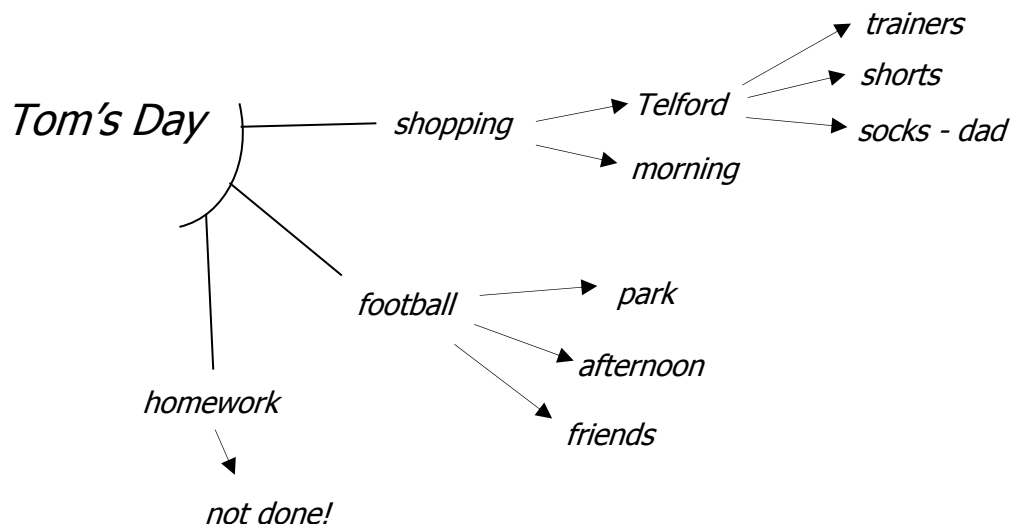 Tom's Day
shopping
Telford
trainers
shorts
socks - dad
morning
football
park
afternoon
friends
homework
not done!